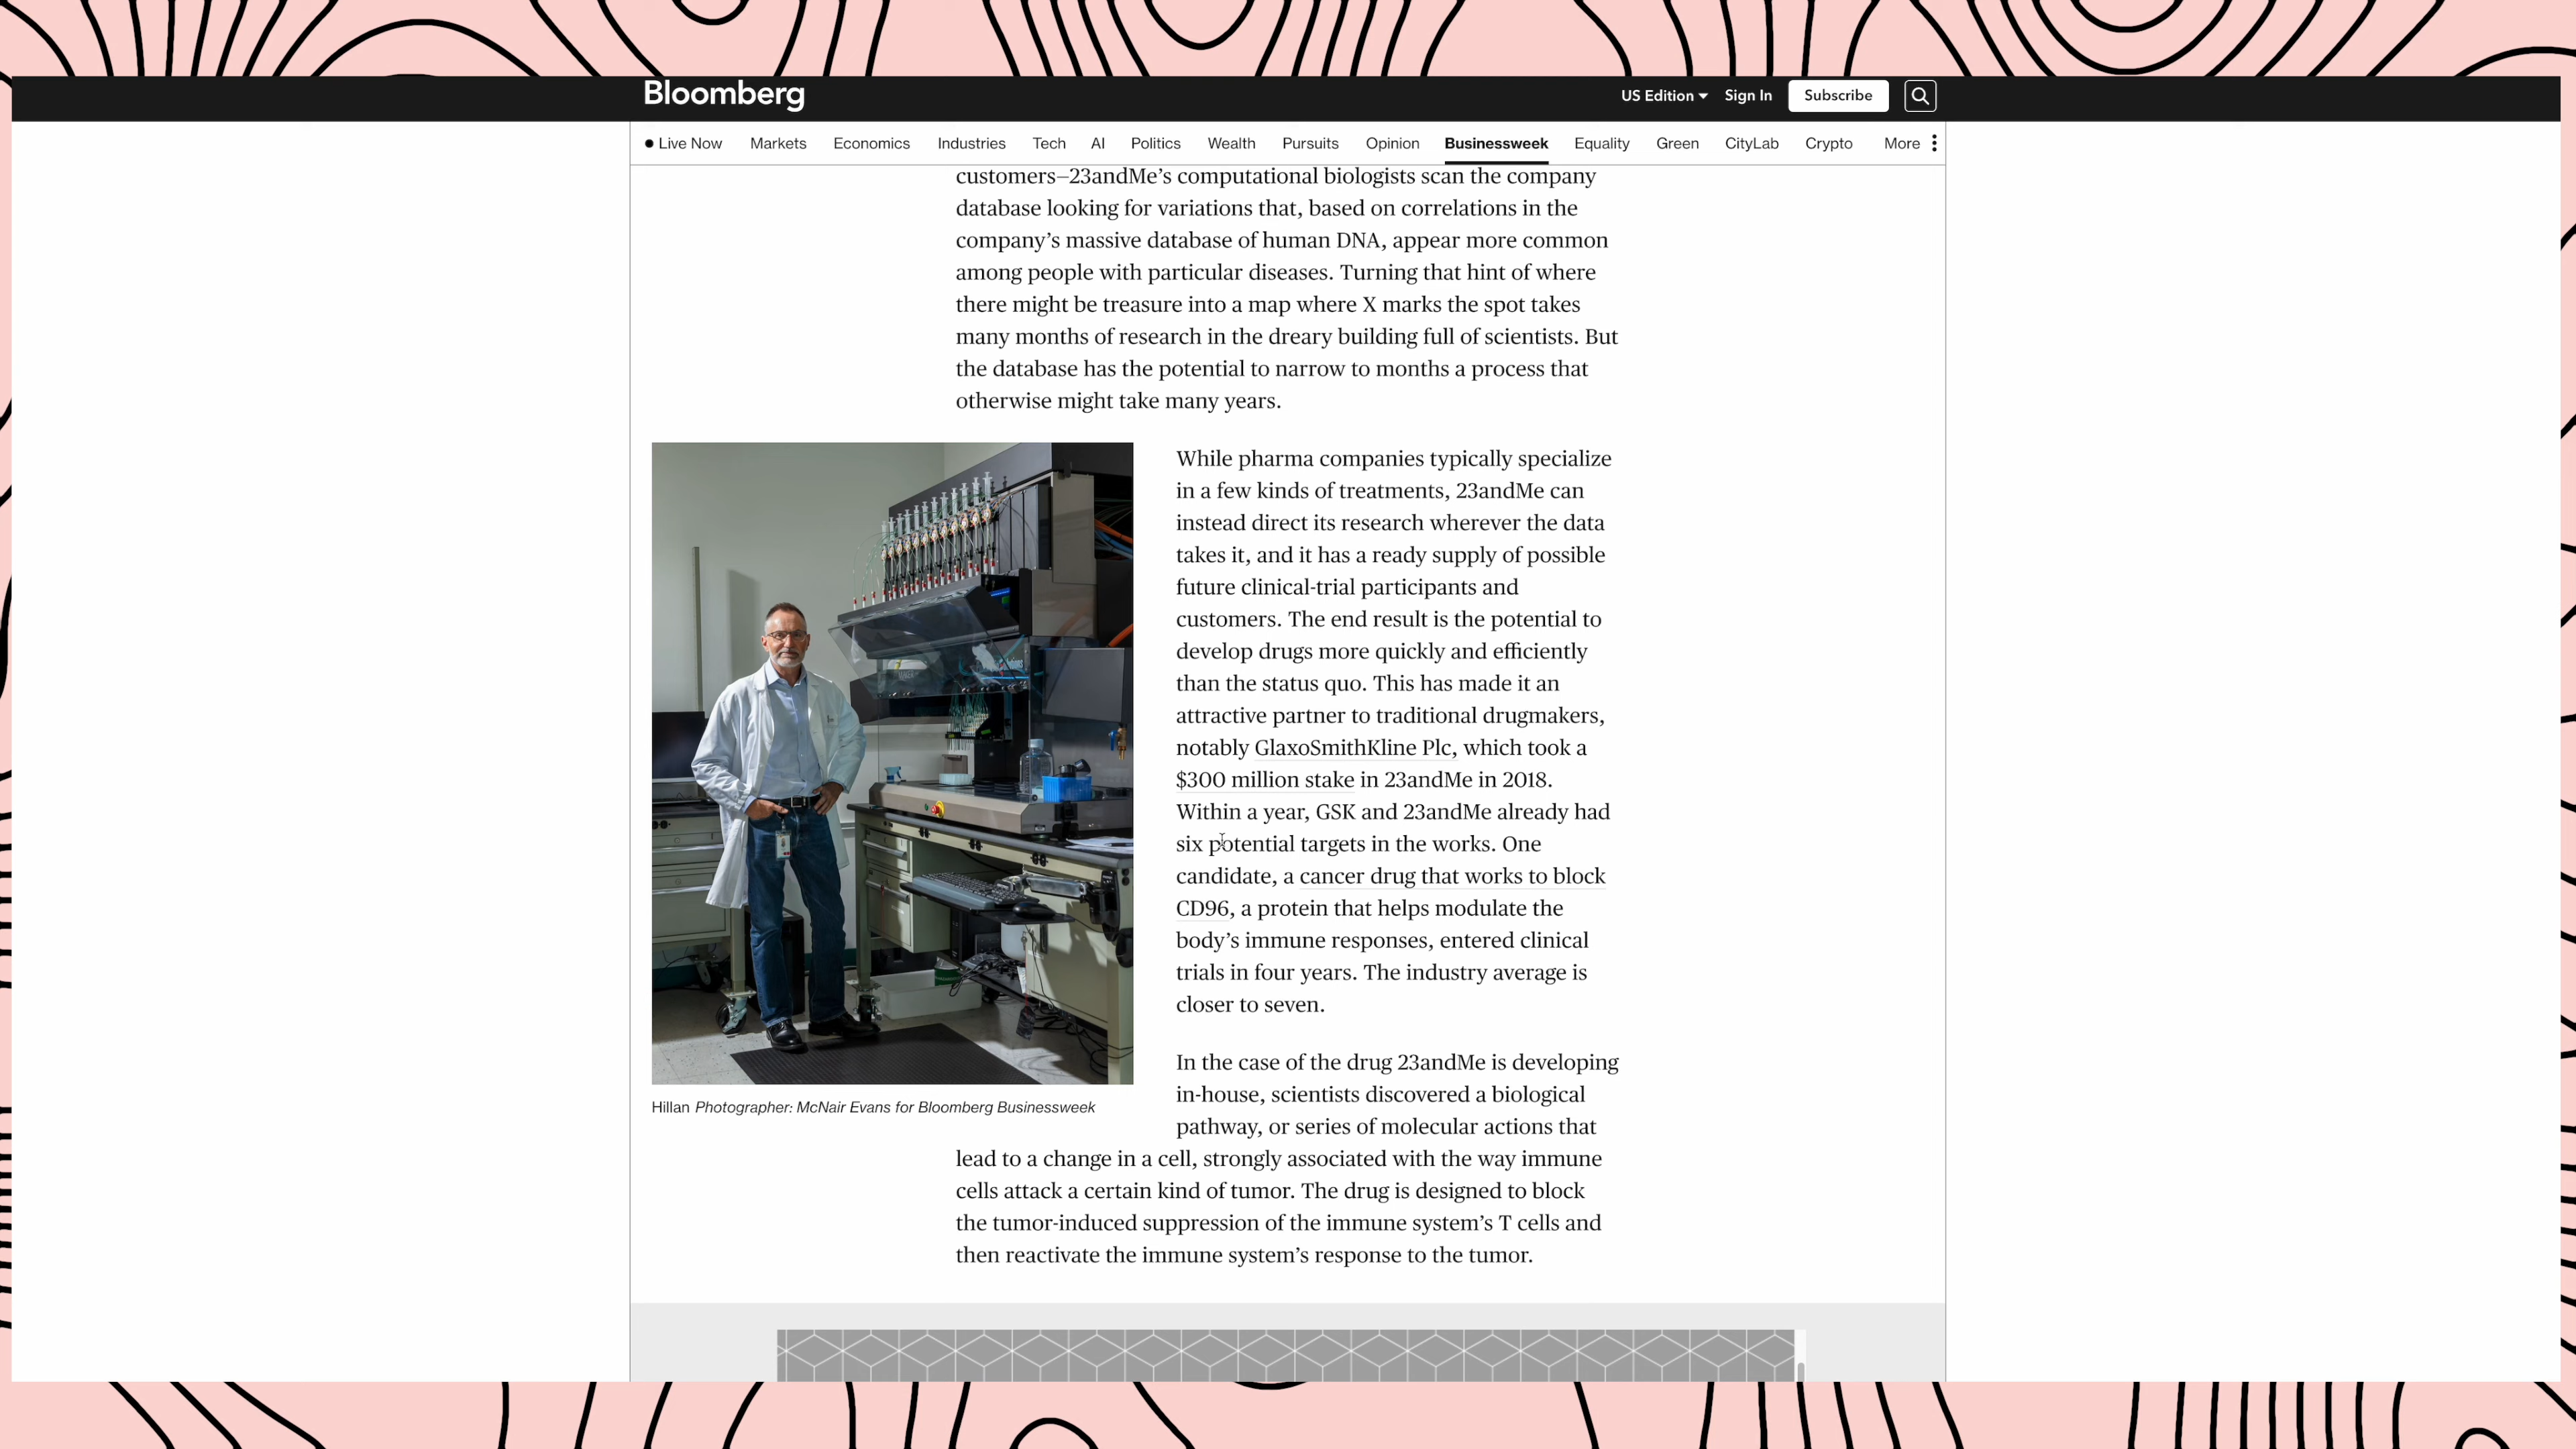 Bloomberg
US Edition
Sign In
Subscribe
Live Now
Markets
Economics
Industries
Tech
AI
Politics
Wealth
Pursuits
Opinion
Businessweek
Equality
Green
CityLab
Crypto
More
customers—23andMe’s computational biologists scan the company
database looking for variations that, based on correlations in the
company’s massive database of human DNA, appear more common
among people with particular diseases. Turning that hint of where
there might be treasure into a map where X marks the spot takes
many months of research in the dreary building full of scientists. But
the database has the potential to narrow to months a process that
otherwise might take many years.
While pharma companies typically specialize
in a few kinds of treatments, 23andMe can
instead direct its research wherever the data
takes it, and it has a ready supply of possible
future clinical-trial participants and
customers. The end result is the potential to
develop drugs more quickly and efficiently
than the status quo. This has made it an
attractive partner to traditional drugmakers,
notably GlaxoSmithKline Plc, which took a
$300 million stake in 23andMe in 2018.
Within a year, GSK and 23andMe already had
six potential targets in the works. One
candidate, a cancer drug that works to block
CD96, a protein that helps modulate the
body’s immune responses, entered clinical
trials in four years. The industry average is
closer to seven.
Hillan Photographer: McNair Evans for Bloomberg Businessweek
In the case of the drug 23andMe is developing
in-house, scientists discovered a biological
pathway, or series of molecular actions that
lead to a change in a cell, strongly associated with the way immune
cells attack a certain kind of tumor. The drug is designed to block
the tumor-induced suppression of the immune system’s T cells and
then reactivate the immune system’s response to the tumor.